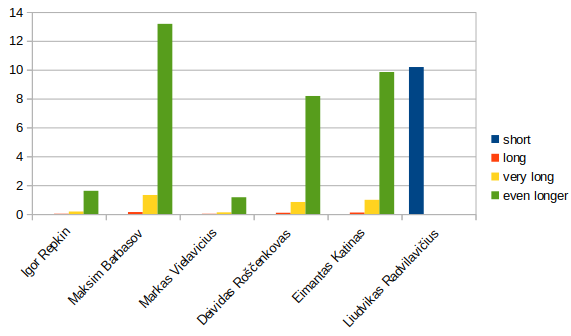 14
12
10
8
6
4
2
0
short
long
very long
even longer
Igor Repkin
Maksim Barbasov
Markas Vielavičius
Deividas Roščenkovas
Eimantas Katinas
Liudvikas Radvilavičius